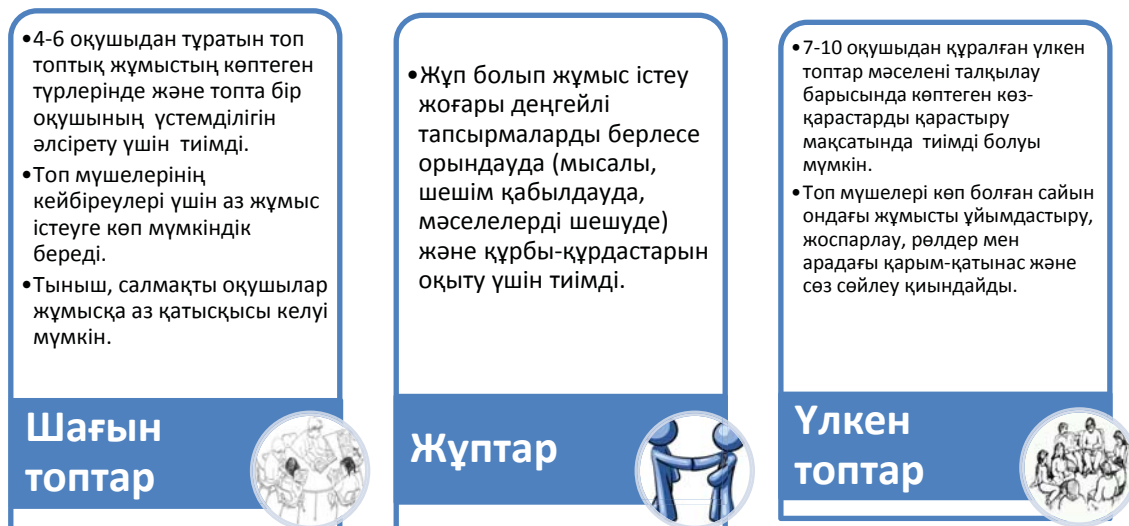 •4-6 оқушыдан тұратын топ
топтық жұмыстың көптеген
түрлерінде және топта бір
оқушының үстемділігін
әлсірету үшін тиімді.
•Топ мүшелерінің
кейбіреулері үшін аз жұмыс
істеуге көп мүмкіндік
береді.
•Тыныш, салмақты оқушылар
жұмысқа аз қатысқысы келуі
мүмкін.
Шағын
топтар
•Жұп болып жұмыс істеу
жоғары деңгейлі
тапсырмаларды берлесе
орындауда (мысалы,
шешім қабылдауда,
мәселелерді шешуде)
және құрбы-құрдастарын
оқыту үшін тиімді.
Жұптар
•7-10 оқушыдан құралған үлкен
топтар мәселені талқылау
барысында көптеген көз-
қарастарды қарастыру
мақсатында тиімді болуы
мүмкін.
•Топ мүшелері көп болған сайын
ондағы жұмысты ұйымдастыру,
жоспарлау, рөлдер мен
арадағы қарым-қатынас және
сөз сөйлеу қиындайды.
Үлкен
топтар